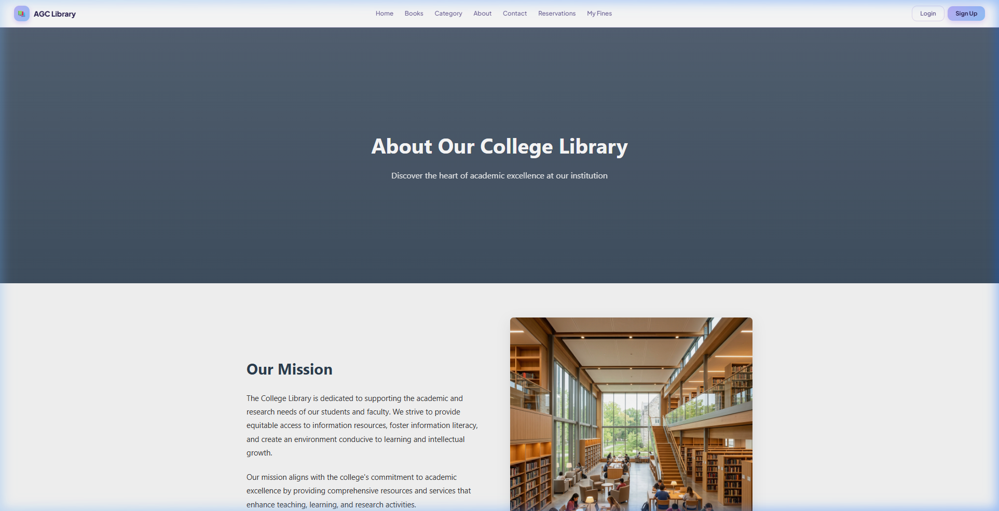 AGC Library
Home
Books
Category
About
Contact
Reservations
My Fines
Login
Sign Up
About Our College Library
Discover the heart of academic excellence at our institution
Our Mission
The College Library is dedicated to supporting the academic and
research needs of our students and faculty. We strive to provide
equitable access to information resources, foster information literacy,
and create an environment conducive to learning and intellectual
growth.
Our mission aligns with the college's commitment to academic
excellence by providing comprehensive resources and services that
enhance teaching, learning, and research activities.